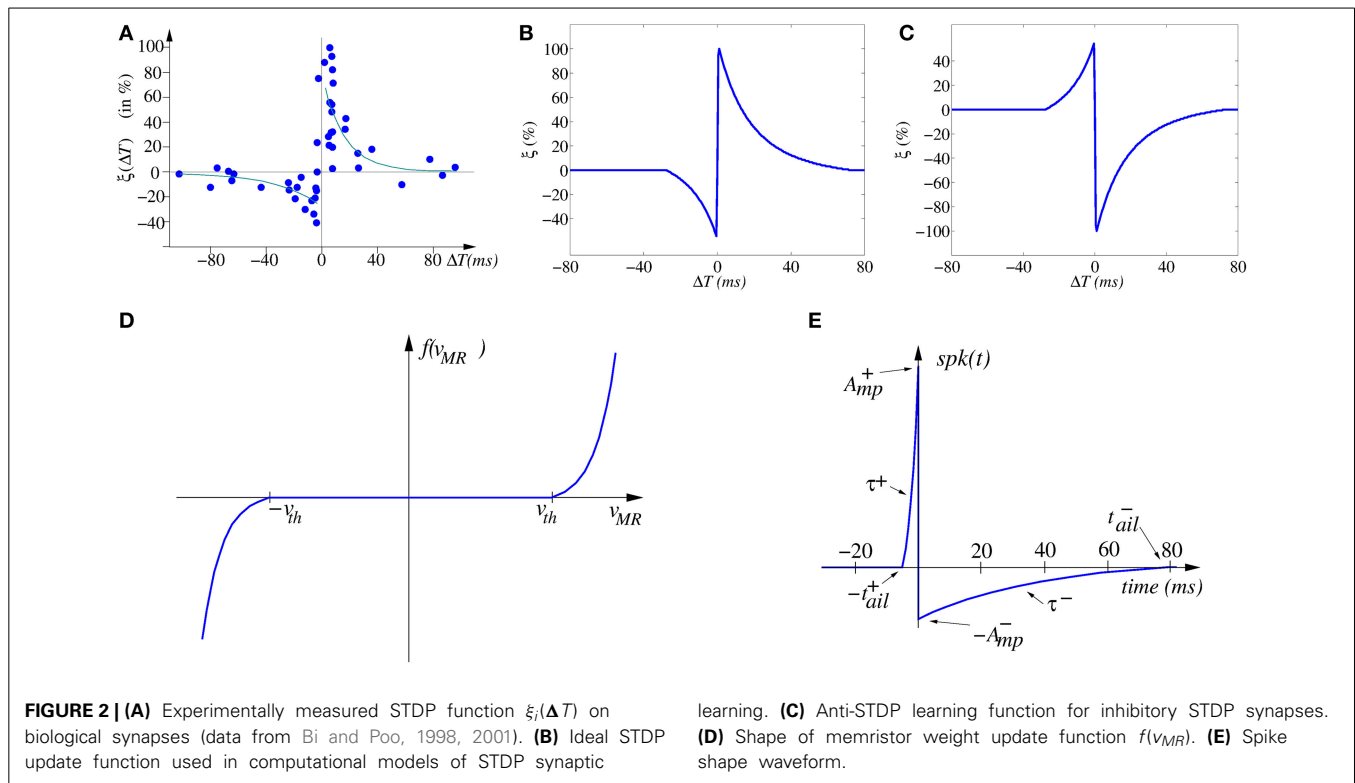 A
100
80
60
40
20
0
−20
−40
ξ(ΔT) (in %)
−80
−40
0
40
80
ΔT(ms)
B
100
80
60
40
20
0
−20
−40
ξ (%)
−80
−40
0
40
80
ΔT (ms)
C
40
20
0
−20
−40
−60
−80
−100
ξ (%)
−80
−40
0
40
80
ΔT (ms)
D
f(vMR )
−vth
vth
vMR
E
spk(t)
Amp+
τ+
tail−
−20
20
40
60
80
−tail+
time (ms)
τ−
−Amp−
FIGURE 2 | (A) Experimentally measured STDP function ξi(ΔT) on
biological synapses (data from Bi and Poo, 1998, 2001). (B) Ideal STDP
update function used in computational models of STDP synaptic
learning. (C) Anti-STDP learning function for inhibitory STDP synapses.
(D) Shape of memristor weight update function f(vMR). (E) Spike
shape waveform.